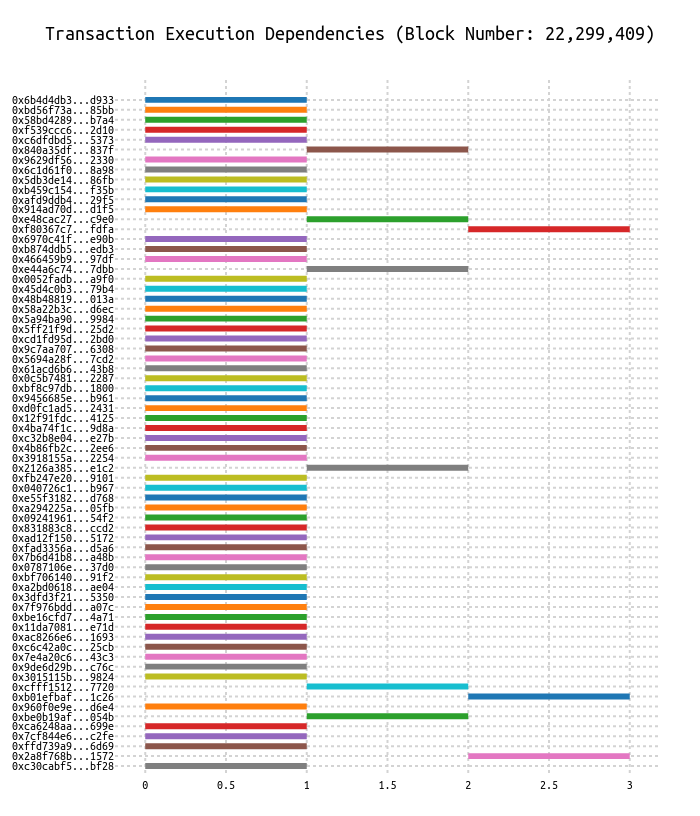 Transaction Execution Dependencies (Block Number: 22,299,409)
0x6b4d4db3...d933
0xbd56f73a...85bb
0x58bd4289...b7a4
0xf539ccc6...2d10
0xc6dfdbd5...5373
0x840a35df...837f
0x9629df56...2330
0x6c1d61f0...8a98
0x5db3de14...86fb
0xb459c154...f35b
0xafd9ddb4...29f5
0x914ad70d...d1f5
0xe48cac27...c9e0
0xf80367c7...fdfa
0x6970c41f...e90b
0xb874ddb5...edb3
0x466459b9...97df
0xe44a6c74...7dbb
0x0052fadb...a9f0
0x45d4c0b3...79b4
0x48b48819...013a
0x58a22b3c...d6ec
0x5a94ba90...9984
0x5ff21f9d...25d2
0xcd1fd95d...2bd0
0x9c7aa707...6308
0x5694a28f...7cd2
0x61acd6b6...43b8
0x0c5b7481...2287
0xbf8c97db...1800
0x9456685e...b961
0xd0fc1ad5...2431
0x12f91fdc...4125
0x4ba74f1c...9d8a
0xc32b8e04...e27b
0x4b86fb2c...2ee6
0x3918155a...2254
0x2126a385...e1c2
0xfb247e20...9101
0x040726c1...b967
0xe55f3182...d768
0xa294225a...05fb
0x09241961...54f2
0x831883c8...ccd2
0xad12f150...5172
0xfad3356a...d5a6
0x7b6d41b8...a48b
0x0787106e...37d0
0xbf706140...91f2
0xa2bd0618...ae04
0x3dfd3f21...5350
0x7f976bdd...a07c
0xbe16cfd7...4a71
0x11da7081...e71d
0xac8266e6...1693
0xc6c42a0c...25cb
0x7e4a20c6...43c3
0x9de6d29b...c76c
0x3015115b...9824
0xcfff1512...7720
0xb01efbaf...1c26
0x960f0e9e...d6e4
0xbe0b19af...054b
0xca6248aa...699e
0x7cf844e6...c2fe
0xffd739a9...6d69
0x2a8f768b...1572
0xc30cabf5...bf28
0 0.5 1 1.5 2 2.5 3